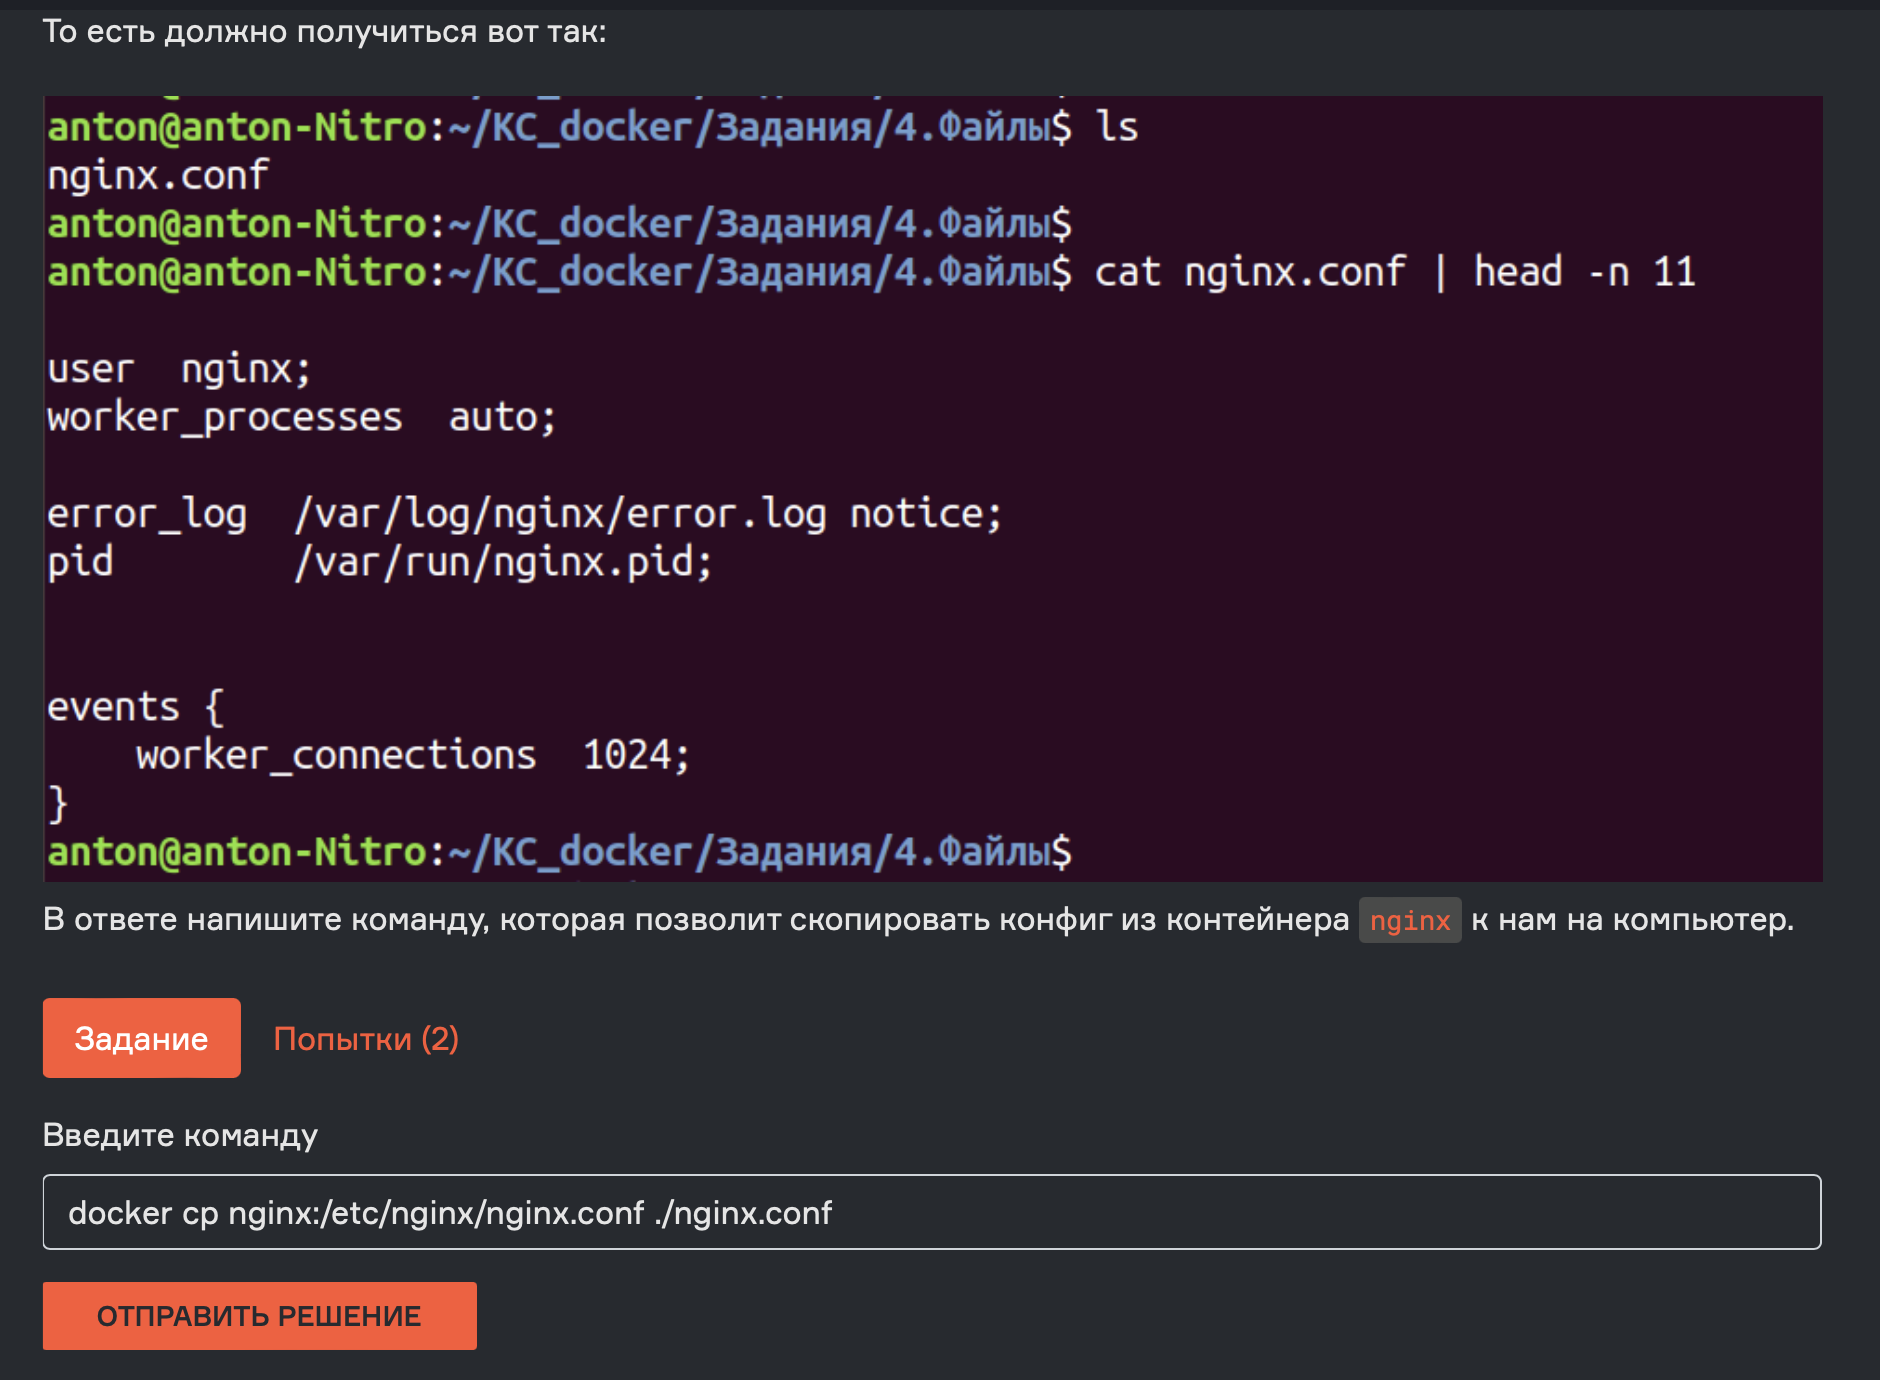 То есть должно получиться вот так:
anton@anton-Nitro:~/KC_docker/Задания/4.Файлы$ ls
nginx.conf
anton@anton-Nitro:~/KC_docker/Задания/4.Файлы$
anton@anton-Nitro:~/KC_docker/Задания/4.Файлы$ cat nginx.conf | head -n 11
user  nginx;
worker_processes  auto;
error_log  /var/log/nginx/error.log notice;
pid        /var/run/nginx.pid;
events {
    worker_connections  1024;
}
anton@anton-Nitro:~/KC_docker/Задания/4.Файлы$
В ответе напишите команду, которая позволит скопировать конфиг из контейнера nginx к нам на компьютер.
Задание
Попытки (2)
Введите команду
docker cp nginx:/etc/nginx/nginx.conf ./nginx.conf
ОТПРАВИТЬ РЕШЕНИЕ